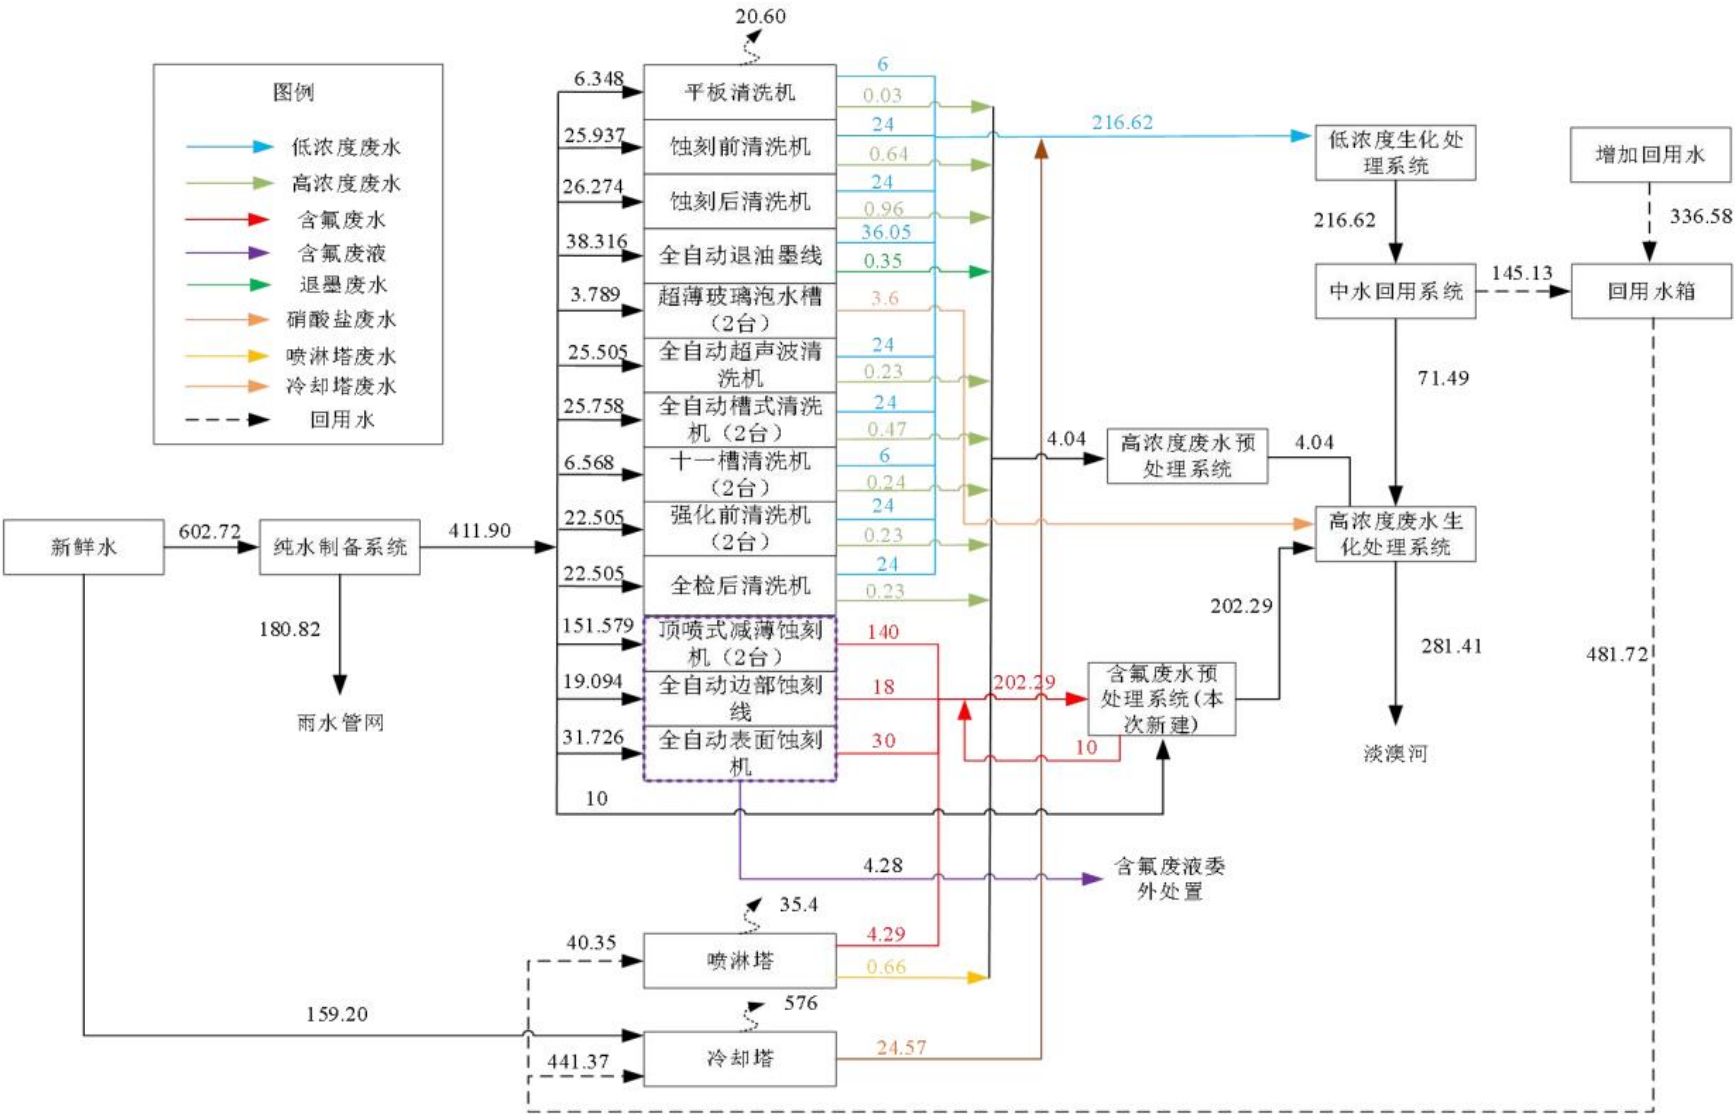 20.60
图例
低浓度废水
高浓度废水
含氟废水
含氟废液
退墨废水
硝酸盐废水
喷淋塔废水
冷却塔废水
回用水
6.348
平板清洗机
6
0.03
25.937
蚀刻前清洗机
24
0.64
26.274
蚀刻后清洗机
24
0.96
38.316
全自动退油墨线
36.05
0.35
3.789
超薄玻璃泡水槽
（2台）
3.6
25.505
全自动超声波清
洗机
24
0.23
25.758
全自动槽式清洗
机（2台）
24
0.47
6.568
十一槽清洗机
（2台）
6
0.24
22.505
强化前清洗机
（2台）
24
0.23
22.505
全检后清洗机
24
0.23
151.579
顶喷式减薄蚀刻
机（2台）
140
19.094
全自动边部蚀刻
线
18
31.726
全自动表面蚀刻
机
30
10
新鲜水
602.72
纯水制备系统
411.90
180.82
雨水管网
216.62
低浓度生化处
理系统
216.62
中水回用系统
145.13
增加回用水
336.58
回用水箱
71.49
4.04
高浓度废水预
处理系统
4.04
高浓度废水生
化处理系统
202.29
281.41
淡澳河
481.72
202.29
含氟废水预
处理系统(本
次新建)
10
4.28
含氟废液委
外处置
35.4
40.35
喷淋塔
4.29
0.66
159.20
576
441.37
冷却塔
24.57